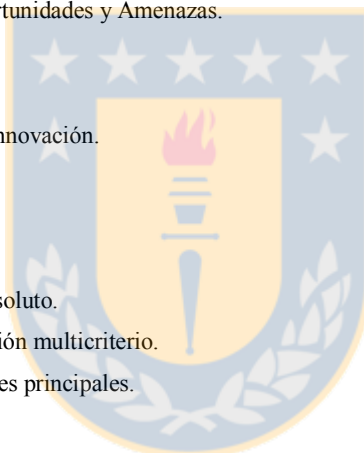 rtunidades y Amenazas.
nnovación.
soluto.
ión multicriterio.
es principales.